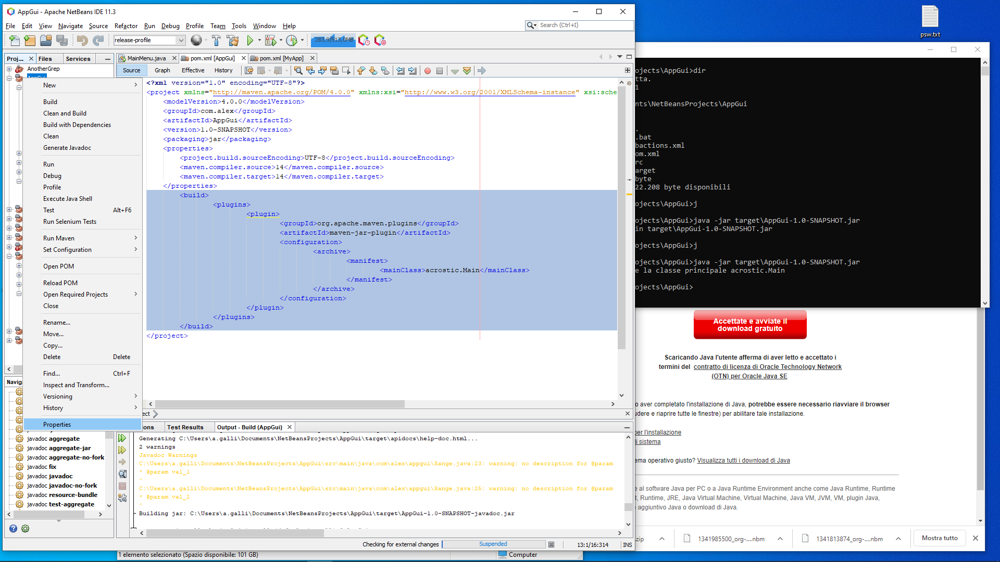 AppGui - Apache NetBeans IDE 11.3
File Edit View Navigate Source Refactor Run Debug Profile Team Tools Window Help
Search (Ctrl+I)
release-profile
283,9/513,0MB
Proj... Files Services
MainMenu.java pom.xml [AppGui] pom.xml [MyApp]
Source Graph Effective History
AnotherGrep
AppGui
New
Build
Clean and Build
Build with Dependencies
Clean
Generate Javadoc
Run
Debug
Profile
Execute Java Shell
Test Alt+F6
Run Selenium Tests
Run Maven
Set Configuration
Open POM
Reload POM
Open Required Projects
Close
Rename...
Move...
Copy...
Delete Delete
Find... Ctrl+F
Inspect and Transform...
Versioning
History
Properties
Naviga
javadoc aggregate
javadoc aggregate-jar
javadoc aggregate-no-fork
javadoc fix
javadoc javadoc
javadoc javadoc-no-fork
javadoc resource-bundle
javadoc test-aggregate
<?xml version="1.0" encoding="UTF-8"?>
<project xmlns="http://maven.apache.org/POM/4.0.0" xmlns:xsi="http://www.w3.org/2001/XMLSchema-instance" xsi:sche
<modelVersion>4.0.0</modelVersion>
<groupId>com.alex</groupId>
<artifactId>AppGui</artifactId>
<version>1.0-SNAPSHOT</version>
<packaging>jar</packaging>
<properties>
<project.build.sourceEncoding>UTF-8</project.build.sourceEncoding>
<maven.compiler.source>14</maven.compiler.source>
<maven.compiler.target>14</maven.compiler.target>
</properties>
<build>
<plugins>
<plugin>
<groupId>org.apache.maven.plugins</groupId>
<artifactId>maven-jar-plugin</artifactId>
<configuration>
<archive>
<manifest>
<mainClass>acrostic.Main</mainClass>
</manifest>
</archive>
</configuration>
</plugin>
</plugins>
</build>
</project>
ect
ions Test Results Output - Build (AppGui)
Generating C:\Users\a.galli\Documents\NetBeansProjects\AppGui\target\apidocs\help-doc.html...
2 warnings
Javadoc Warnings
C:\Users\a.galli\Documents\NetBeansProjects\AppGui\src\main\java\com\alex\appgui\Range.java:23: warning: no description for @param
* @param val_1
^
C:\Users\a.galli\Documents\NetBeansProjects\AppGui\src\main\java\com\alex\appgui\Range.java:25: warning: no description for @param
* @param val_2
^
Building jar: C:\Users\a.galli\Documents\NetBeansProjects\AppGui\target\AppGui-1.0-SNAPSHOT-javadoc.jar
Checking for external changes Suspended 13:1/16:314 INS
1 elemento selezionato (Spazio disponibile: 101 GB) Computer
psw.txt
ojects\AppGui>dir
tta.
1
nts\NetBeansProjects\AppGui
.
.bat
bactions.xml
om.xml
rc
arget
byte
22.208 byte disponibili
ojects\AppGui>j
ojects\AppGui>java -jar target\AppGui-1.0-SNAPSHOT.jar
in target\AppGui-1.0-SNAPSHOT.jar
ojects\AppGui>j
ojects\AppGui>java -jar target\AppGui-1.0-SNAPSHOT.jar
e la classe principale acrostic.Main
ojects\AppGui>
Accettate e avviate il
download gratuito
Scaricando Java l'utente afferma di aver letto e accettato i
termini del contratto di licenza di Oracle Technology Network
(OTN) per Oracle Java SE
o aver completato l'installazione di Java, potrebbe essere necessario riavviare il browser
udere e riaprire tutte le finestre) per abilitare tale installazione.
per l'installazione
di sistema
ema operativo giusto? Visualizza tutti i download di Java
e al software Java per PC o a Java Runtime Environment anche come Java Runtime, Runtime
t, Runtime, JRE, Java Virtual Machine, Virtual Machine, Java VM, JVM, VM, plugin Java,
e aggiuntivo Java o download di Java.
zip 1341985500_org-....nbm 1341813874_org-....nbm Mostra tutto